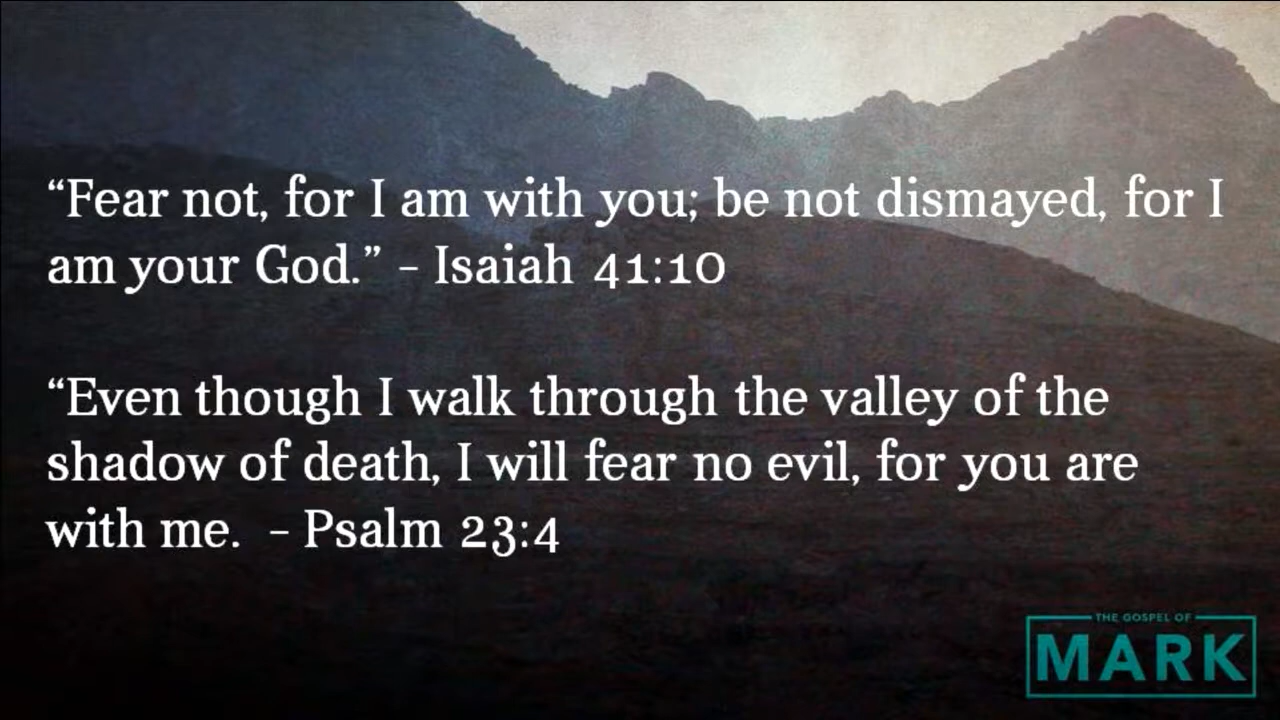 “Fear not, for I am with you; be not dismayed, for I
am your God.” – Isaiah 41:10
“Even though I walk through the valley of the
shadow of death, I will fear no evil, for you are
with me.  – Psalm 23:4
THE GOSPEL OF
MARK